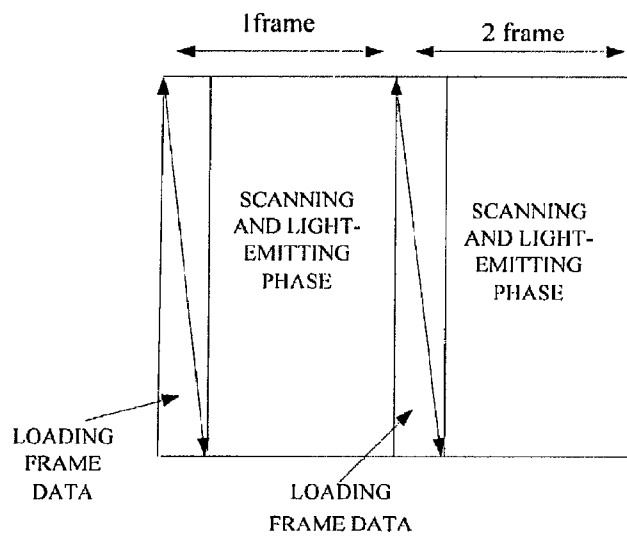 1frame
2 frame
SCANNING
AND LIGHT-
EMITTING
PHASE
SCANNING
AND LIGHT-
EMITTING
PHASE
LOADING
FRAME
DATA
LOADING
FRAME DATA